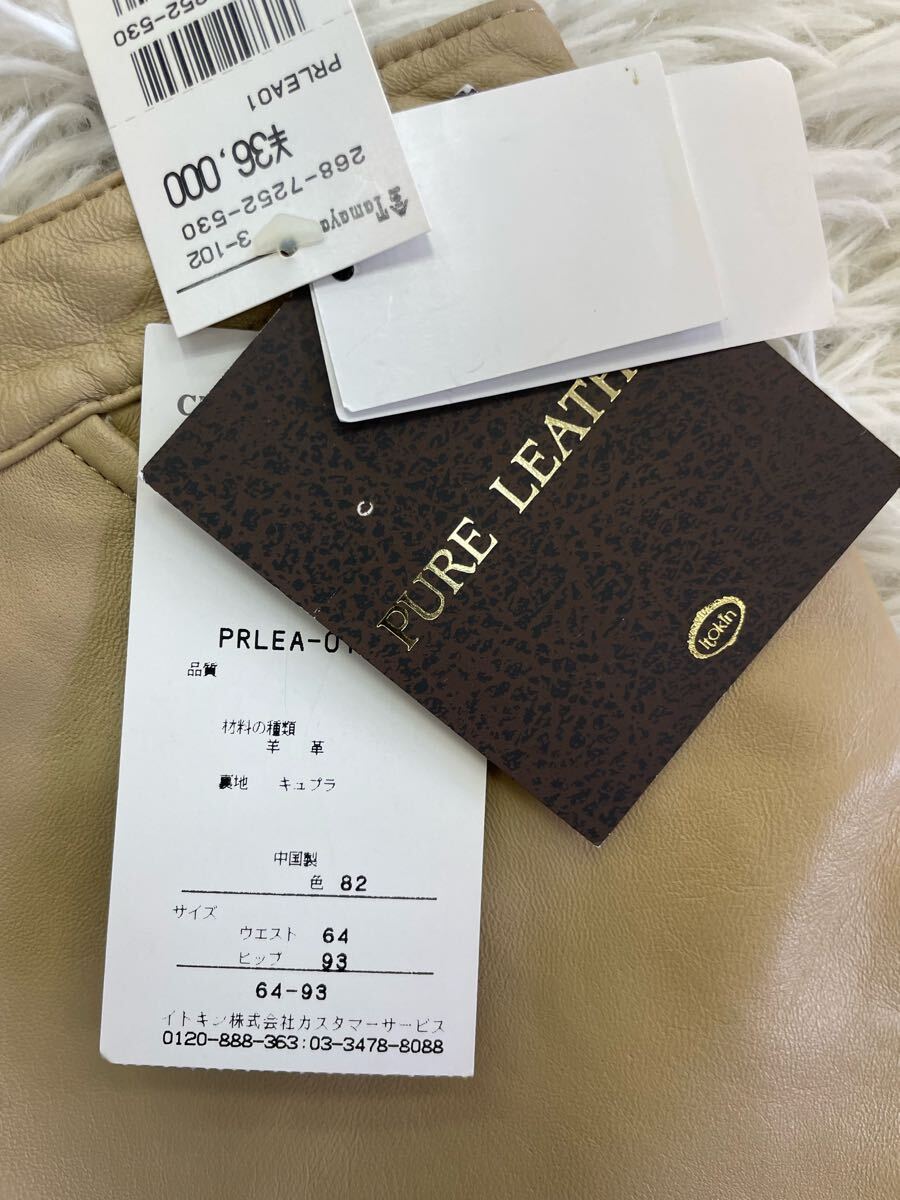 7252-530
PRLEA01
¥36,000
268-7252-530
3-102
Tamaya
PURE LEATH
itokin
PRLEA-01
品質
材料の種類
羊 革
裏地 キュプラ
中国製
色 82
サイズ
ウエスト 64
ヒップ 93
64-93
イトキン株式会社カスタマーサービス
0120-888-363:03-3478-8088